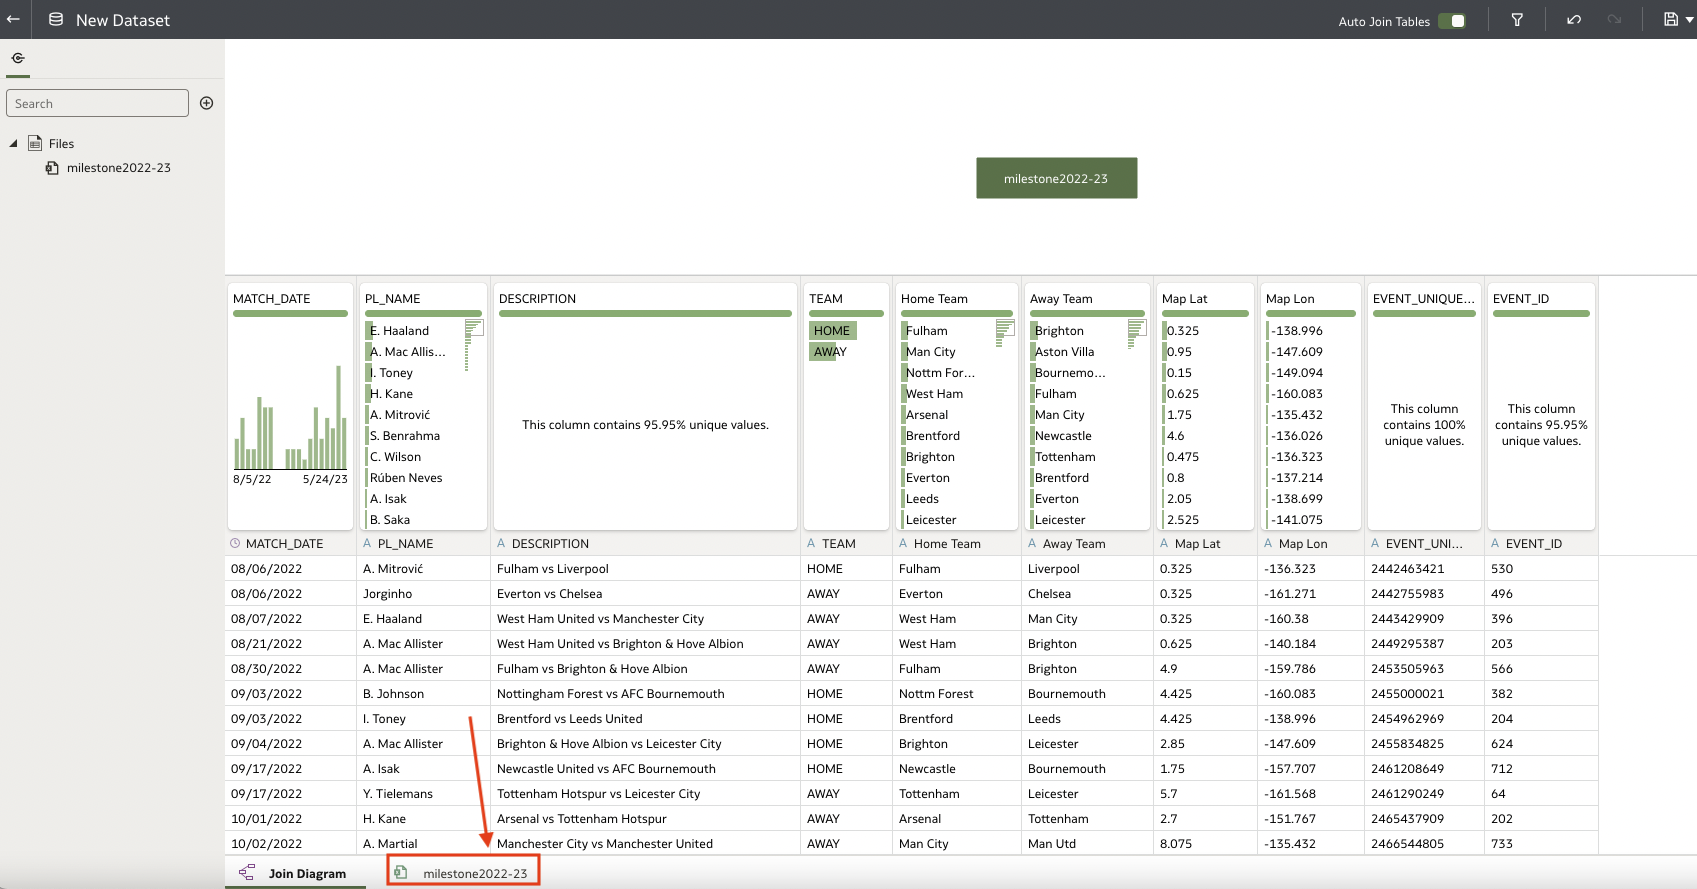 New Dataset
Auto Join Tables
Search
Files
milestone2022-23
milestone2022-23
MATCH_DATE PL_NAME DESCRIPTION TEAM Home Team Away Team Map Lat Map Lon EVENT_UNIQUE... EVENT_ID
E. Haaland HOME Fulham Brighton 0.325 -138.996
A. Mac Allis... AWAY Man City Aston Villa 0.95 -147.609
I. Toney Nottm For... Bournemo... 0.15 -149.094
H. Kane West Ham Fulham 0.625 -160.083
A. Mitrović Arsenal Man City 1.75 -135.432
This column contains 95.95% unique values.
This column contains 100% unique values.
This column contains 95.95% unique values.
S. Benrahma Brentford Newcastle 4.6 -136.026
C. Wilson Brighton Tottenham 0.475 -136.323
8/5/22 5/24/23 Rúben Neves Everton Brentford 0.8 -137.214
A. Isak Leeds Everton 2.05 -138.699
B. Saka Leicester Leicester 2.525 -141.075
MATCH_DATE A PL_NAME A DESCRIPTION A TEAM A Home Team A Away Team A Map Lat A Map Lon A EVENT_UNI... A EVENT_ID
08/06/2022 A. Mitrović Fulham vs Liverpool HOME Fulham Liverpool 0.325 -136.323 2442463421 530
08/06/2022 Jorginho Everton vs Chelsea AWAY Everton Chelsea 0.325 -161.271 2442755983 496
08/07/2022 E. Haaland West Ham United vs Manchester City AWAY West Ham Man City 0.325 -160.38 2443429909 396
08/21/2022 A. Mac Allister West Ham United vs Brighton & Hove Albion AWAY West Ham Brighton 0.625 -140.184 2449295387 203
08/30/2022 A. Mac Allister Fulham vs Brighton & Hove Albion AWAY Fulham Brighton 4.9 -159.786 2453505963 566
09/03/2022 B. Johnson Nottingham Forest vs AFC Bournemouth HOME Nottm Forest Bournemouth 4.425 -160.083 2455000021 382
09/03/2022 I. Toney Brentford vs Leeds United HOME Brentford Leeds 4.425 -138.996 2454962969 204
09/04/2022 A. Mac Allister Brighton & Hove Albion vs Leicester City HOME Brighton Leicester 2.85 -147.609 2455834825 624
09/17/2022 A. Isak Newcastle United vs AFC Bournemouth HOME Newcastle Bournemouth 1.75 -157.707 2461208649 712
09/17/2022 Y. Tielemans Tottenham Hotspur vs Leicester City AWAY Tottenham Leicester 5.7 -161.568 2461290249 64
10/01/2022 H. Kane Arsenal vs Tottenham Hotspur AWAY Arsenal Tottenham 2.7 -151.767 2465437909 202
10/02/2022 A. Martial Manchester City vs Manchester United AWAY Man City Man Utd 8.075 -135.432 2466544805 733
Join Diagram milestone2022-23